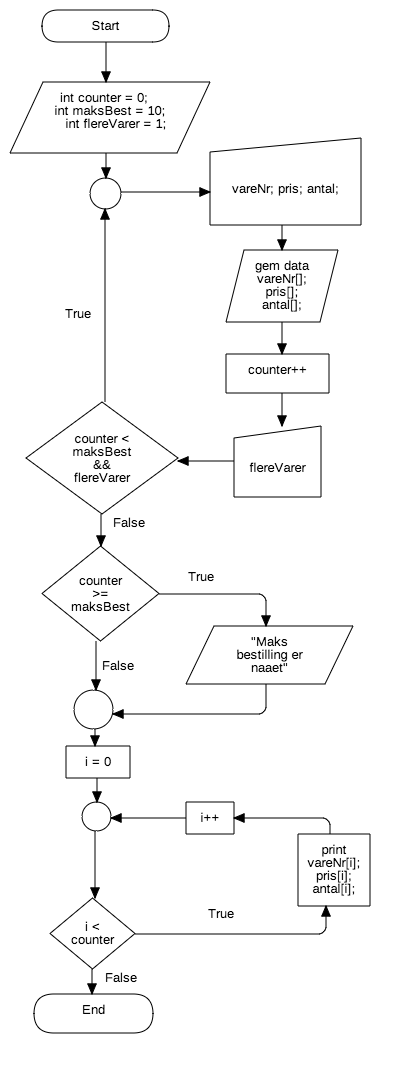 Start
int counter = 0;
int maksBest = 10;
int flereVarer = 1;
vareNr; pris; antal;
gem data
vareNr[];
pris[];
antal[];
True
counter++
counter <
maksBest
&&
flereVarer
flereVarer
False
counter
>=
maksBest
True
"Maks
bestilling er
naaet"
False
i = 0
i++
print
vareNr[i];
pris[i];
antal[i];
i <
counter
True
False
End